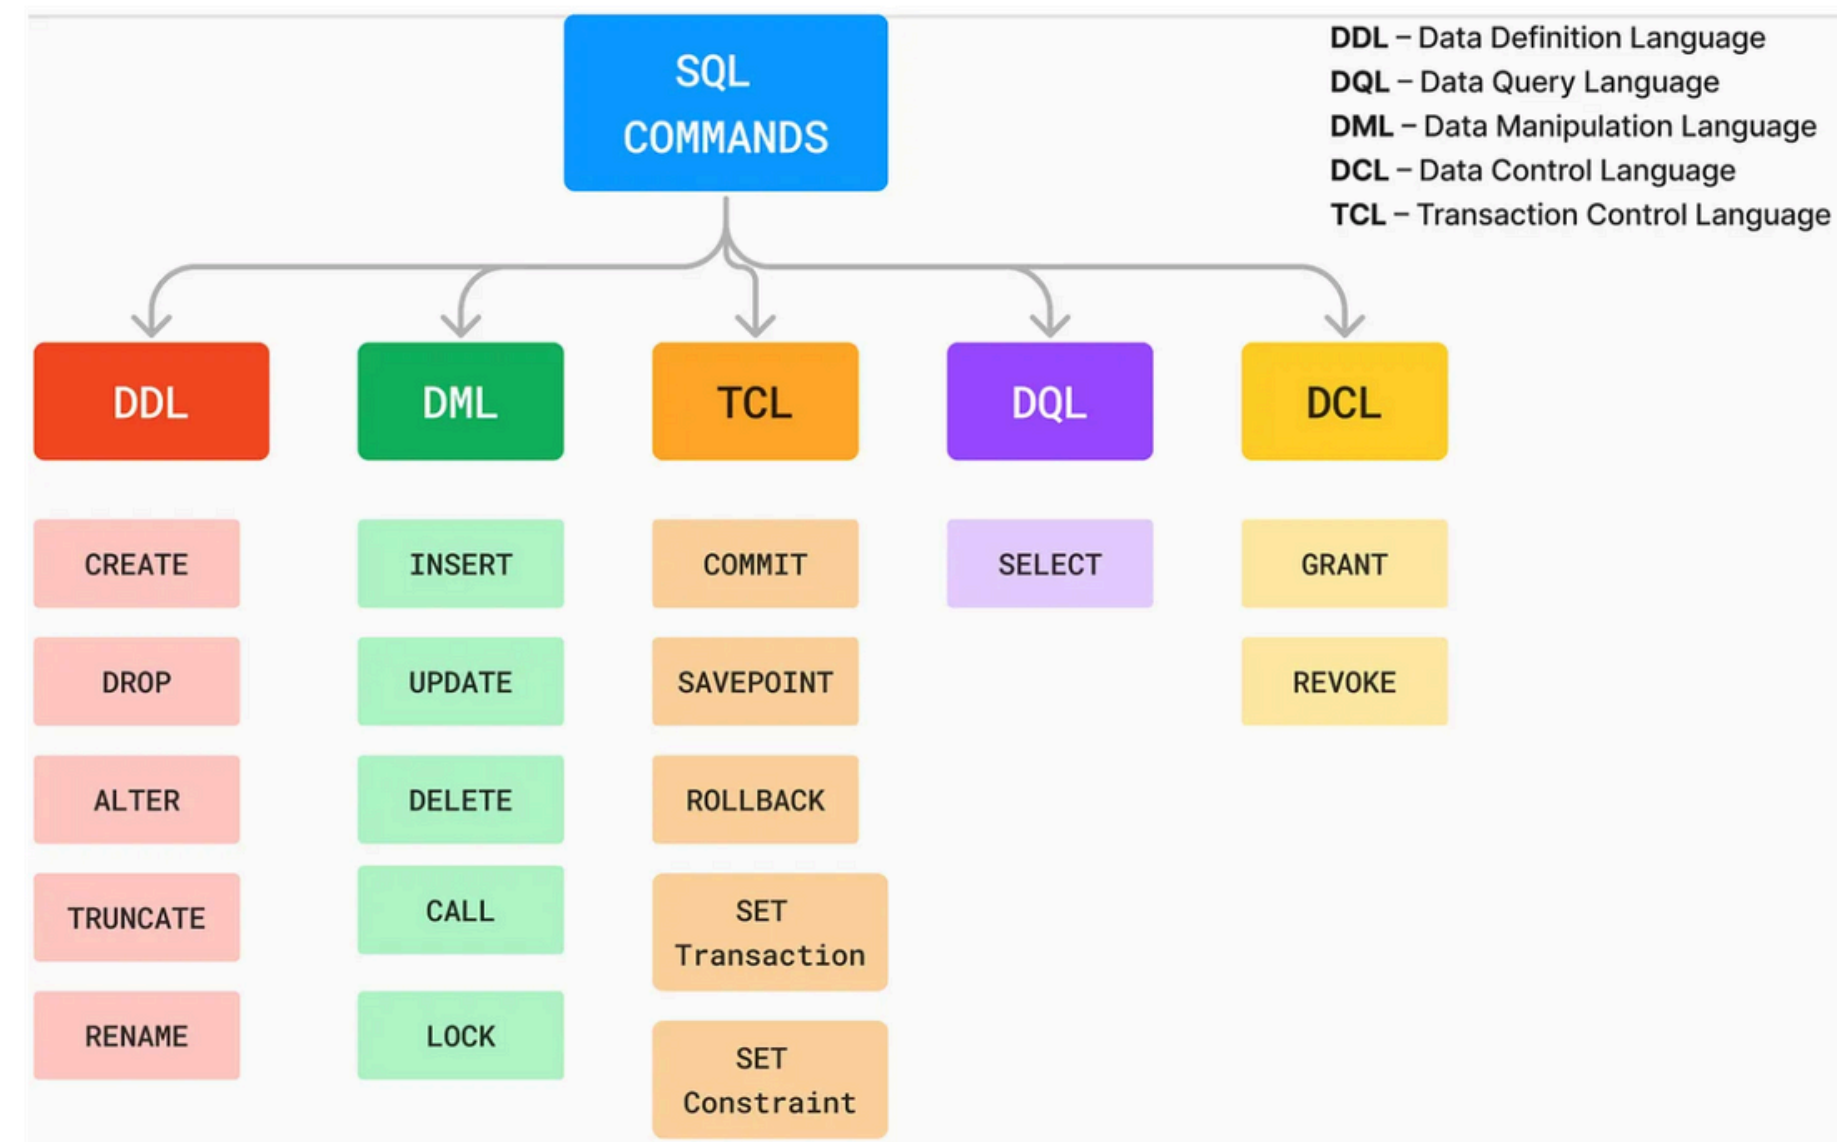 SQL
COMMANDS
DDL – Data Definition Language
DQL – Data Query Language
DML – Data Manipulation Language
DCL – Data Control Language
TCL – Transaction Control Language
DDL
DML
TCL
DQL
DCL
CREATE
INSERT
COMMIT
SELECT
GRANT
DROP
UPDATE
SAVEPOINT
REVOKE
ALTER
DELETE
ROLLBACK
TRUNCATE
CALL
SET
Transaction
RENAME
LOCK
SET
Constraint